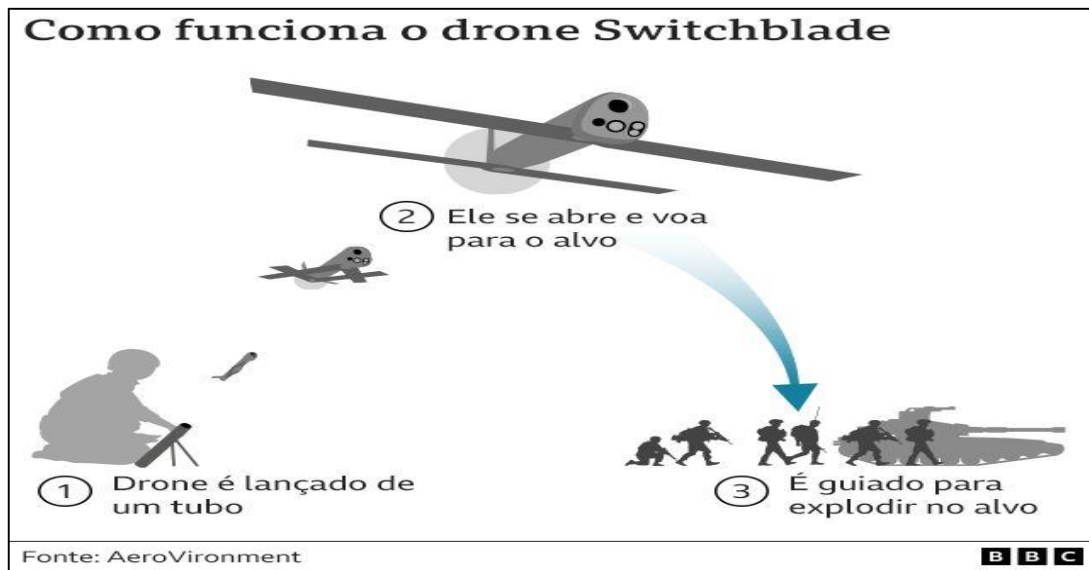 Como funciona o drone Switchblade
2 Ele se abre e voa
para o alvo
1 Drone é lançado de
um tubo
3 É guiado para
explodir no alvo
Fonte: AeroVironment
BBC